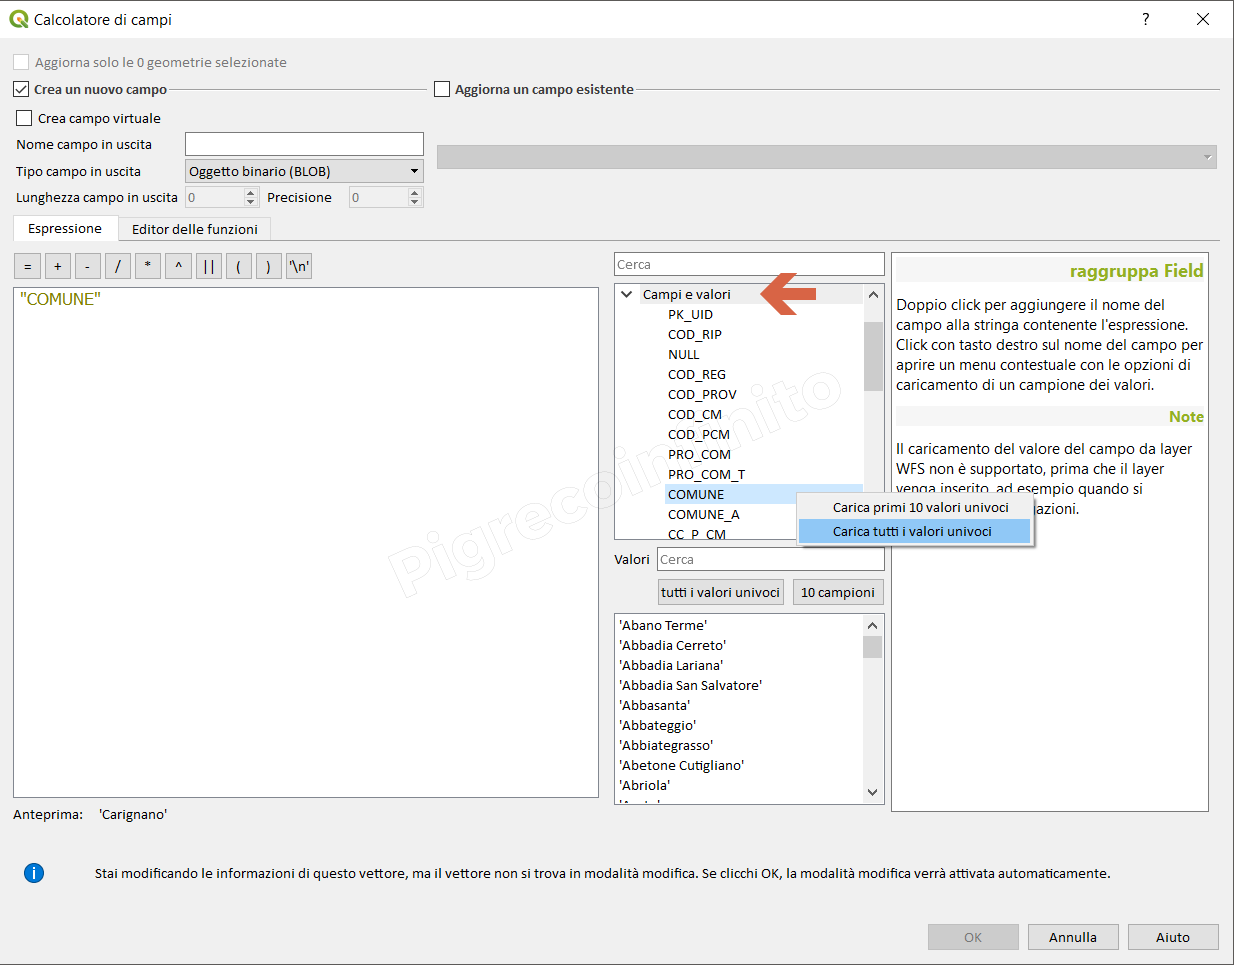 Calcolatore di campi
?
Aggiorna solo le 0 geometrie selezionate
Crea un nuovo campo
Aggiorna un campo esistente
Crea campo virtuale
Nome campo in uscita
Tipo campo in uscita
Oggetto binario (BLOB)
Lunghezza campo in uscita
0
Precisione
0
Espressione
Editor delle funzioni
= + - / * ^ || ( ) '\n'
"COMUNE"
Cerca
Campi e valori
PK_UID
COD_RIP
NULL
COD_REG
COD_PROV
COD_CM
COD_PCM
PRO_COM
PRO_COM_T
COMUNE
COMUNE_A
CC_P_CM
Carica primi 10 valori univoci
Carica tutti i valori univoci
Valori
Cerca
tutti i valori univoci
10 campioni
'Abano Terme'
'Abbadia Cerreto'
'Abbadia Lariana'
'Abbadia San Salvatore'
'Abbasanta'
'Abbateggio'
'Abbiategrasso'
'Abetone Cutigliano'
'Abriola'
raggruppa Field
Doppio click per aggiungere il nome del
campo alla stringa contenente l'espressione.
Click con tasto destro sul nome del campo per
aprire un menu contestuale con le opzioni di
caricamento di un campione dei valori.
Note
Il caricamento del valore del campo da layer
WFS non è supportato, prima che il layer
venga inserito, ad esempio quando si
azioni.
Pigrecoinfinito
Anteprima: 'Carignano'
Stai modificando le informazioni di questo vettore, ma il vettore non si trova in modalità modifica. Se clicchi OK, la modalità modifica verrà attivata automaticamente.
OK
Annulla
Aiuto